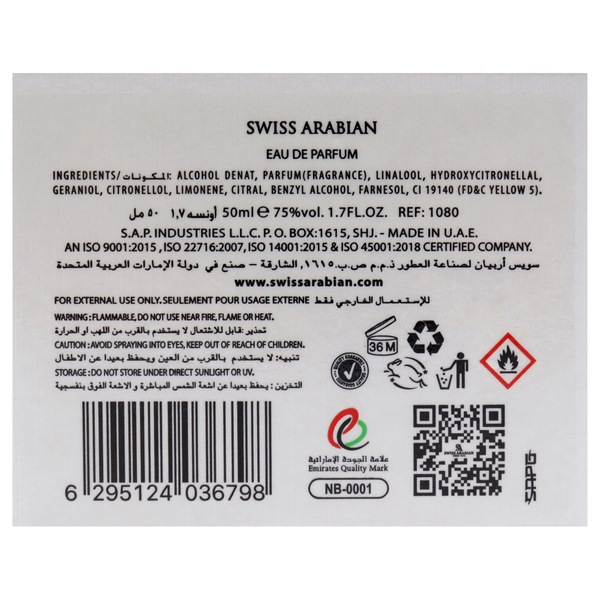 SWISS ARABIAN
EAU DE PARFUM
INGREDIENTS/المكونات: ALCOHOL DENAT, PARFUM(FRAGRANCE), LINALOOL, HYDROXYCITRONELLAL,
GERANIOL, CITRONELLOL, LIMONENE, CITRAL, BENZYL ALCOHOL, FARNESOL, CI 19140 (FD&C YELLOW 5).
٥٠ مل ١,٧ أونسه 50ml e 75%vol. 1.7FL.OZ. REF: 1080
S.A.P. INDUSTRIES L.L.C. P. O. BOX:1615, SHJ. - MADE IN U.A.E.
AN ISO 9001:2015 , ISO 22716:2007, ISO 14001:2015 & ISO 45001:2018 CERTIFIED COMPANY.
سويس أربيان لصناعة العطور ذ.م.م ص.ب.١٦١٥, الشارقة - صنع في دولة الإمارات العربية المتحدة
www.swissarabian.com
FOR EXTERNAL USE ONLY.SEULEMENT POUR USAGE EXTERNE للإستعمال الخارجي فقط
WARNING: FLAMMABLE, DO NOT USE NEAR FIRE, FLAME OR HEAT. تحذير: قابل للأشتعال لا يستخدم بالقرب من اللهب او الحرارة
CAUTION: AVOID SPRAYING INTO EYES, KEEP OUT OF REACH OF CHILDREN. تنبيه: لا يستخدم بالقرب من العين ويحفظ بعيدا عن الاطفال
STORAGE: DO NOT STORE UNDER DIRECT SUNLIGHT OR UV. التخزين: يحفظ بعيدا عن اشعة الشمس المباشرة و الاشعة الفوق بنفسجية
36 M
علامة الجودة الإماراتية
Emirates Quality Mark
NB-0001
SWISS ARABIAN
SAPG
6 295124 036798